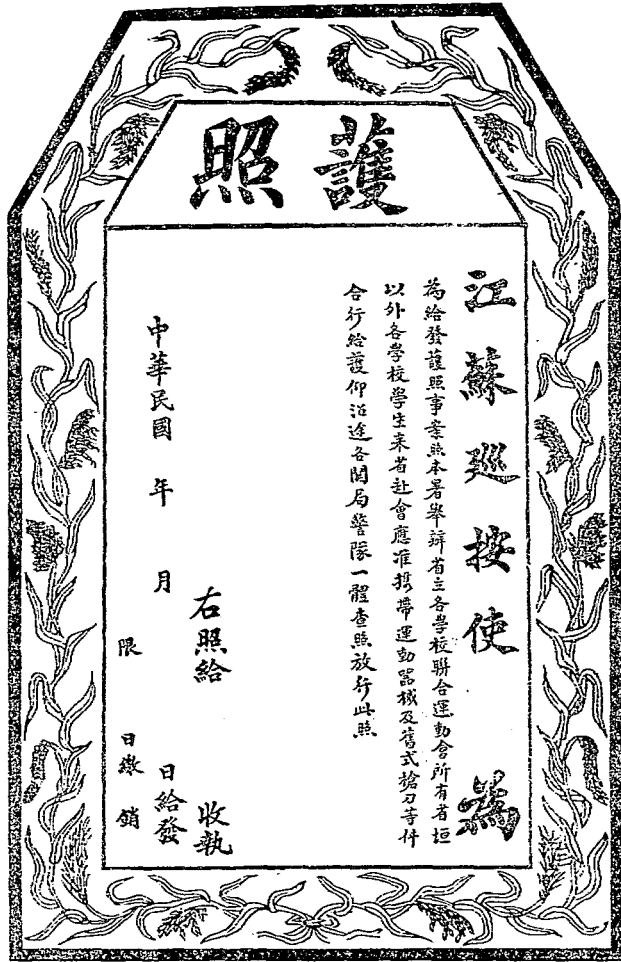 護照
江蘇巡按使 為
為給發護照事案照本署舉辦省立各學校聯合運動會所有省垣
以外各學校學生来省赴會應准携帶運動器械及舊式槍刀等件
合行給護仰沿途各關局警隊一體查照放行此照
右照給 收執
中華民國 年 月 日給發
限 日繳銷